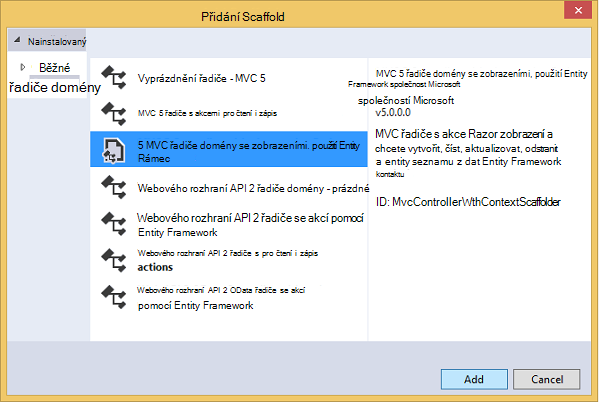 Přidání Scaffold
Nainstalovaný
Běžné
řadiče domény
Vyprázdnění řadiče - MVC 5
MVC 5 řadiče s akcemi pro čtení i zápis
5 MVC řadiče domény se zobrazeními. použití Entity
Rámec
Webového rozhraní API 2 řadiče domény - prázdné
Webového rozhraní API 2 řadiče se akcí pomocí
Entity Framework
Webového rozhraní API 2 řadiče s pro čtení i zápis
actions
Webového rozhraní API 2 OData řadiče se akcí
pomocí Entity Framework
MVC 5 řadiče domény se zobrazeními, použití Entity
Framework společnost Microsoft
společností Microsoft
v5.0.0.0
MVC řadiče s akce Razor zobrazení a
chcete vytvořit, číst, aktualizovat, odstranit
a entity seznamu z dat Entity Framework
kontaktu
ID: MvcControllerWthContextScaffolder
Add
Cancel